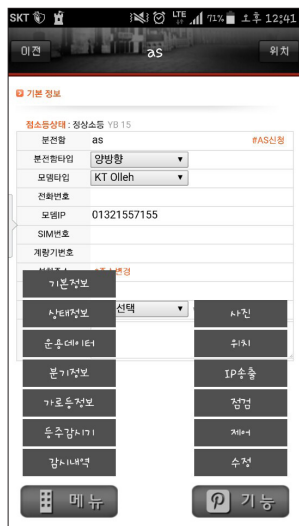 SKT LTE 71% 오후 12:41
이전 as 위치
기본 정보
점소등상태 : 정상소등 YB 15
분전함 as #AS신청
분전함타입 양방향
모뎀타입 KT Olleh
전화번호
모뎀IP 01321557155
SIM번호
계량기번호
기본정보
상태정보 선택 사진
운용데이터 위치
분기정보 IP송출
가로등정보 점검
등주감시기 제어
감시내역 수정
메뉴 기능